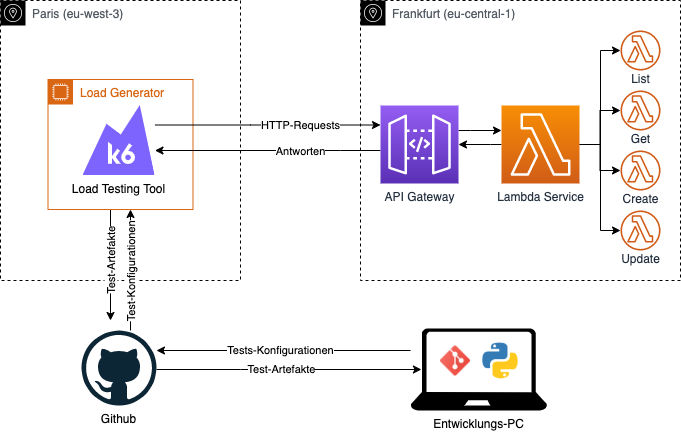 Paris (eu-west-3)
Frankfurt (eu-central-1)
Load Generator
k6
Load Testing Tool
HTTP-Requests
Antworten
</>
API Gateway
Lambda Service
List
Get
Create
Update
Test-Artefakte
Test-Konfigurationen
Github
Tests-Konfigurationen
Test-Artefakte
Entwicklungs-PC